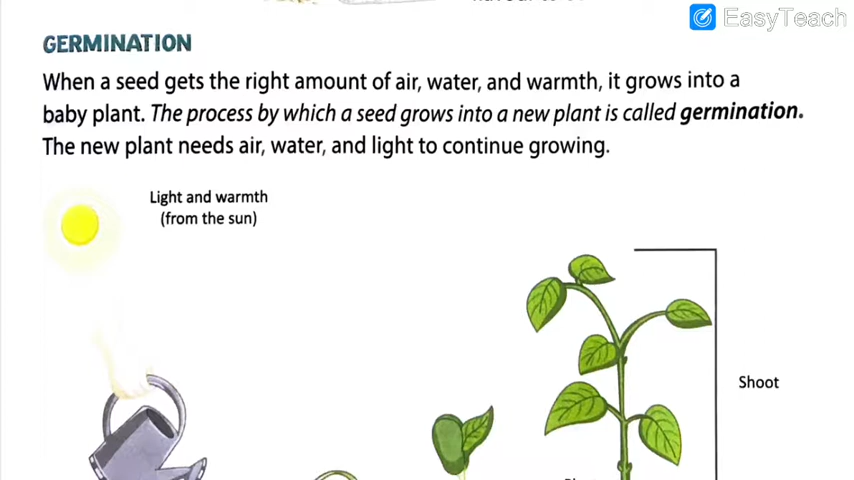 EasyTeach
GERMINATION
When a seed gets the right amount of air, water, and warmth, it grows into a
baby plant. The process by which a seed grows into a new plant is called germination.
The new plant needs air, water, and light to continue growing.
Light and warmth
(from the sun)
Shoot